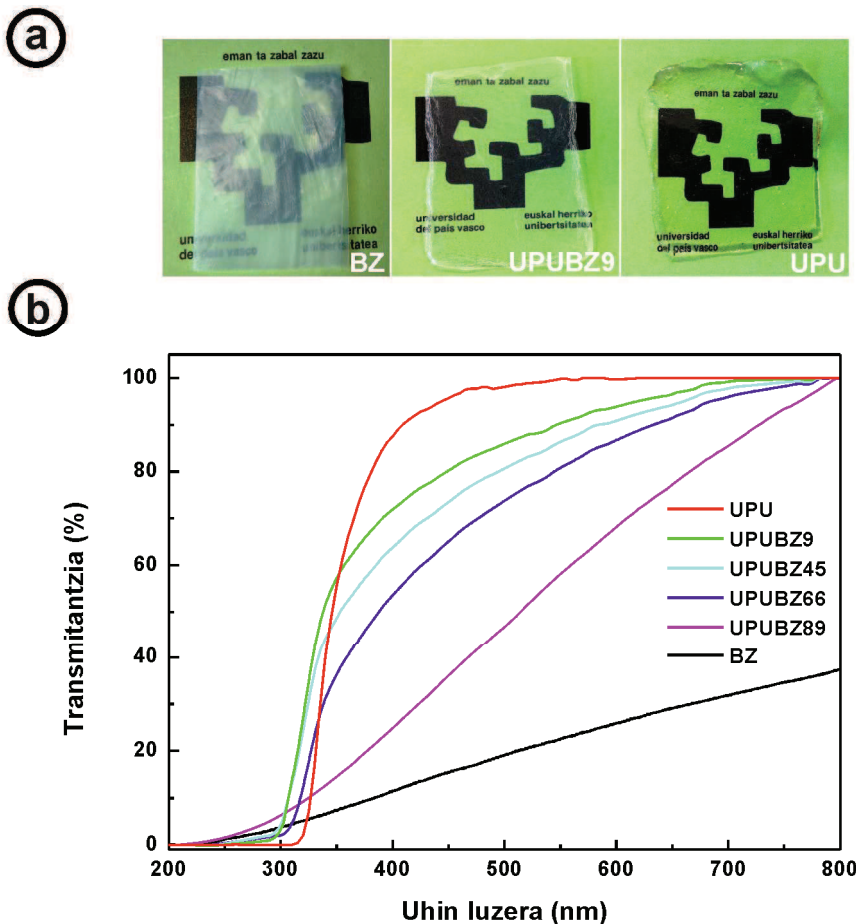 a
eman ta zabal zazu
universidad
del país vasco
euskal herriko
unibertsitatea
BZ
eman ta zabal zazu
universidad
del país vasco
euskal herriko
unibertsitatea
UPUBZ9
eman ta zabal zazu
universidad
del país vasco
euskal herriko
unibertsitatea
UPU
b
Transmitantzia (%)
100
80
60
40
20
0
UPU
UPUBZ9
UPUBZ45
UPUBZ66
UPUBZ89
BZ
200 300 400 500 600 700 800
Uhin luzera (nm)